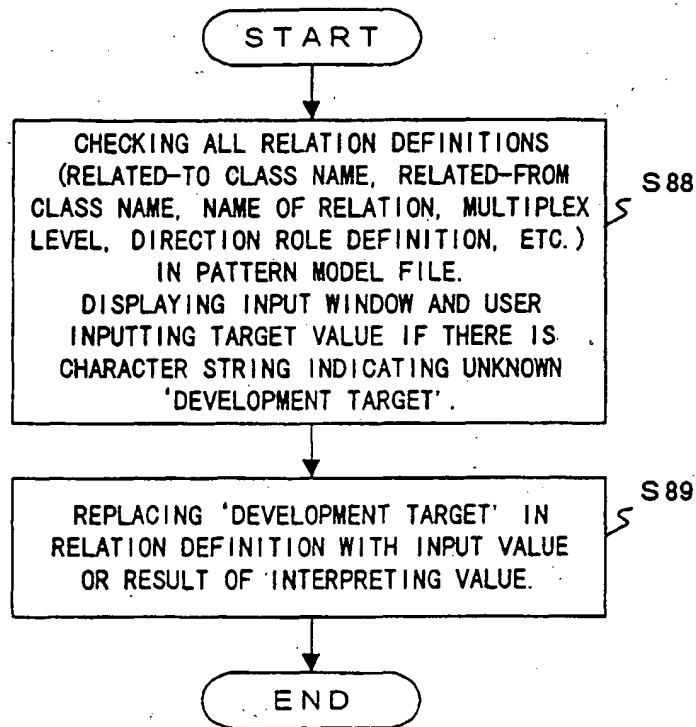 START
CHECKING ALL RELATION DEFINITIONS
(RELATED-TO CLASS NAME, RELATED-FROM
CLASS NAME, NAME OF RELATION, MULTIPLEX
LEVEL, DIRECTION ROLE DEFINITION, ETC.)
IN PATTERN MODEL FILE.
DISPLAYING INPUT WINDOW AND USER
INPUTTING TARGET VALUE IF THERE IS
CHARACTER STRING INDICATING UNKNOWN
'DEVELOPMENT TARGET'.
S88
REPLACING 'DEVELOPMENT TARGET' IN
RELATION DEFINITION WITH INPUT VALUE
OR RESULT OF INTERPRETING VALUE.
S89
END